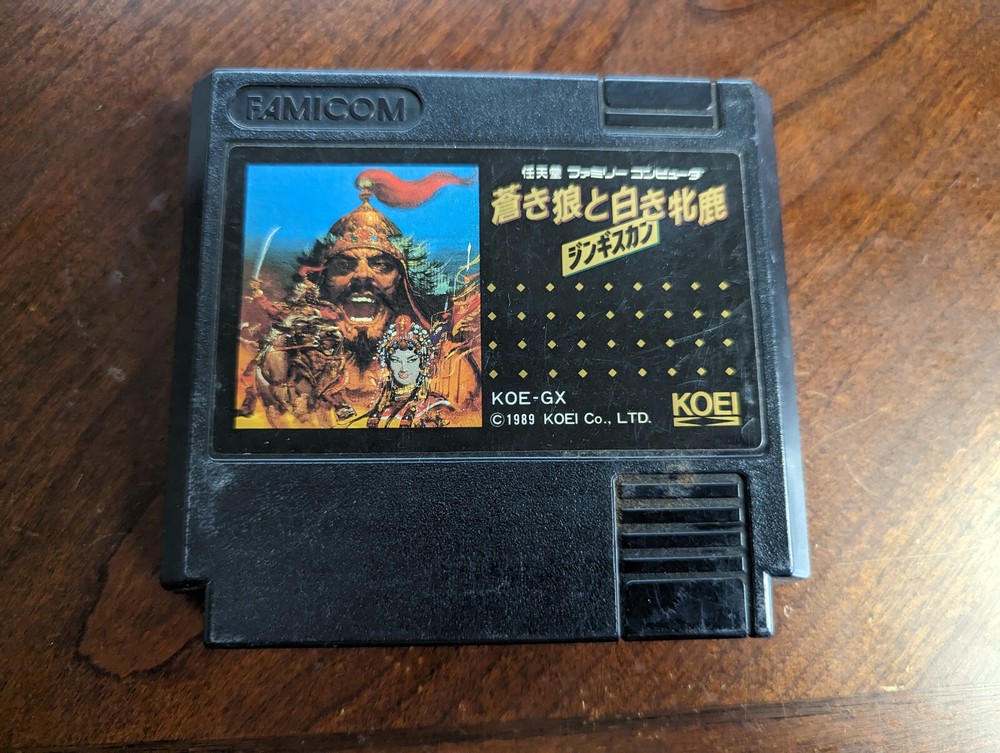 FAMICOM
任天堂 ファミリーコンピュータ
蒼き狼と白き牝鹿
ジンギスカン
KOE-GX
©1989 KOEI Co., LTD.
KOEI